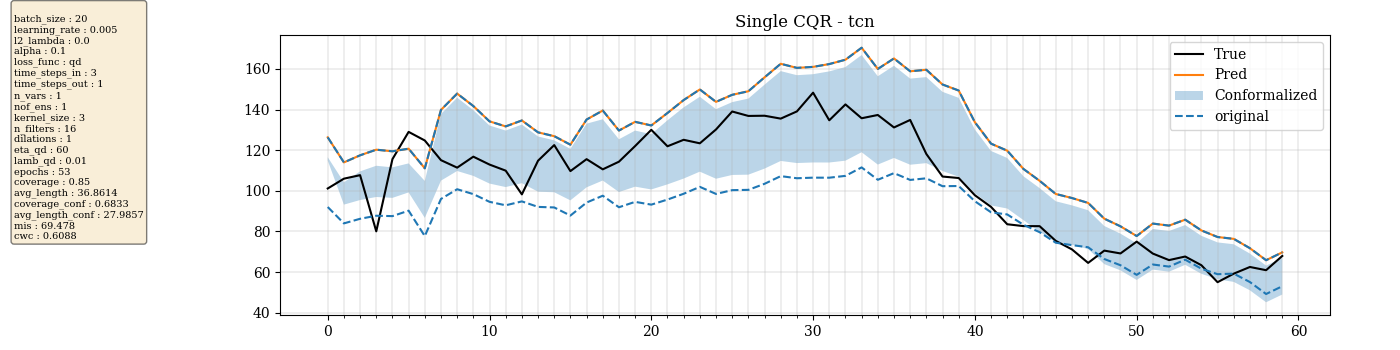 batch_size : 20
learning_rate : 0.005
l2_lambda : 0.0
alpha : 0.1
loss_func : qd
time_steps_in : 3
time_steps_out : 1
n_vars : 1
nof_ens : 1
kernel_size : 3
n_filters : 16
dilations : 1
eta_qd : 60
lamb_qd : 0.01
epochs : 53
coverage : 0.85
avg_length : 36.8614
coverage_conf : 0.6833
avg_length_conf : 27.9857
mis : 69.478
cwc : 0.6088
Single CQR - tcn
160
140
120
100
80
60
40
0 10 20 30 40 50 60
True
Pred
Conformalized
original